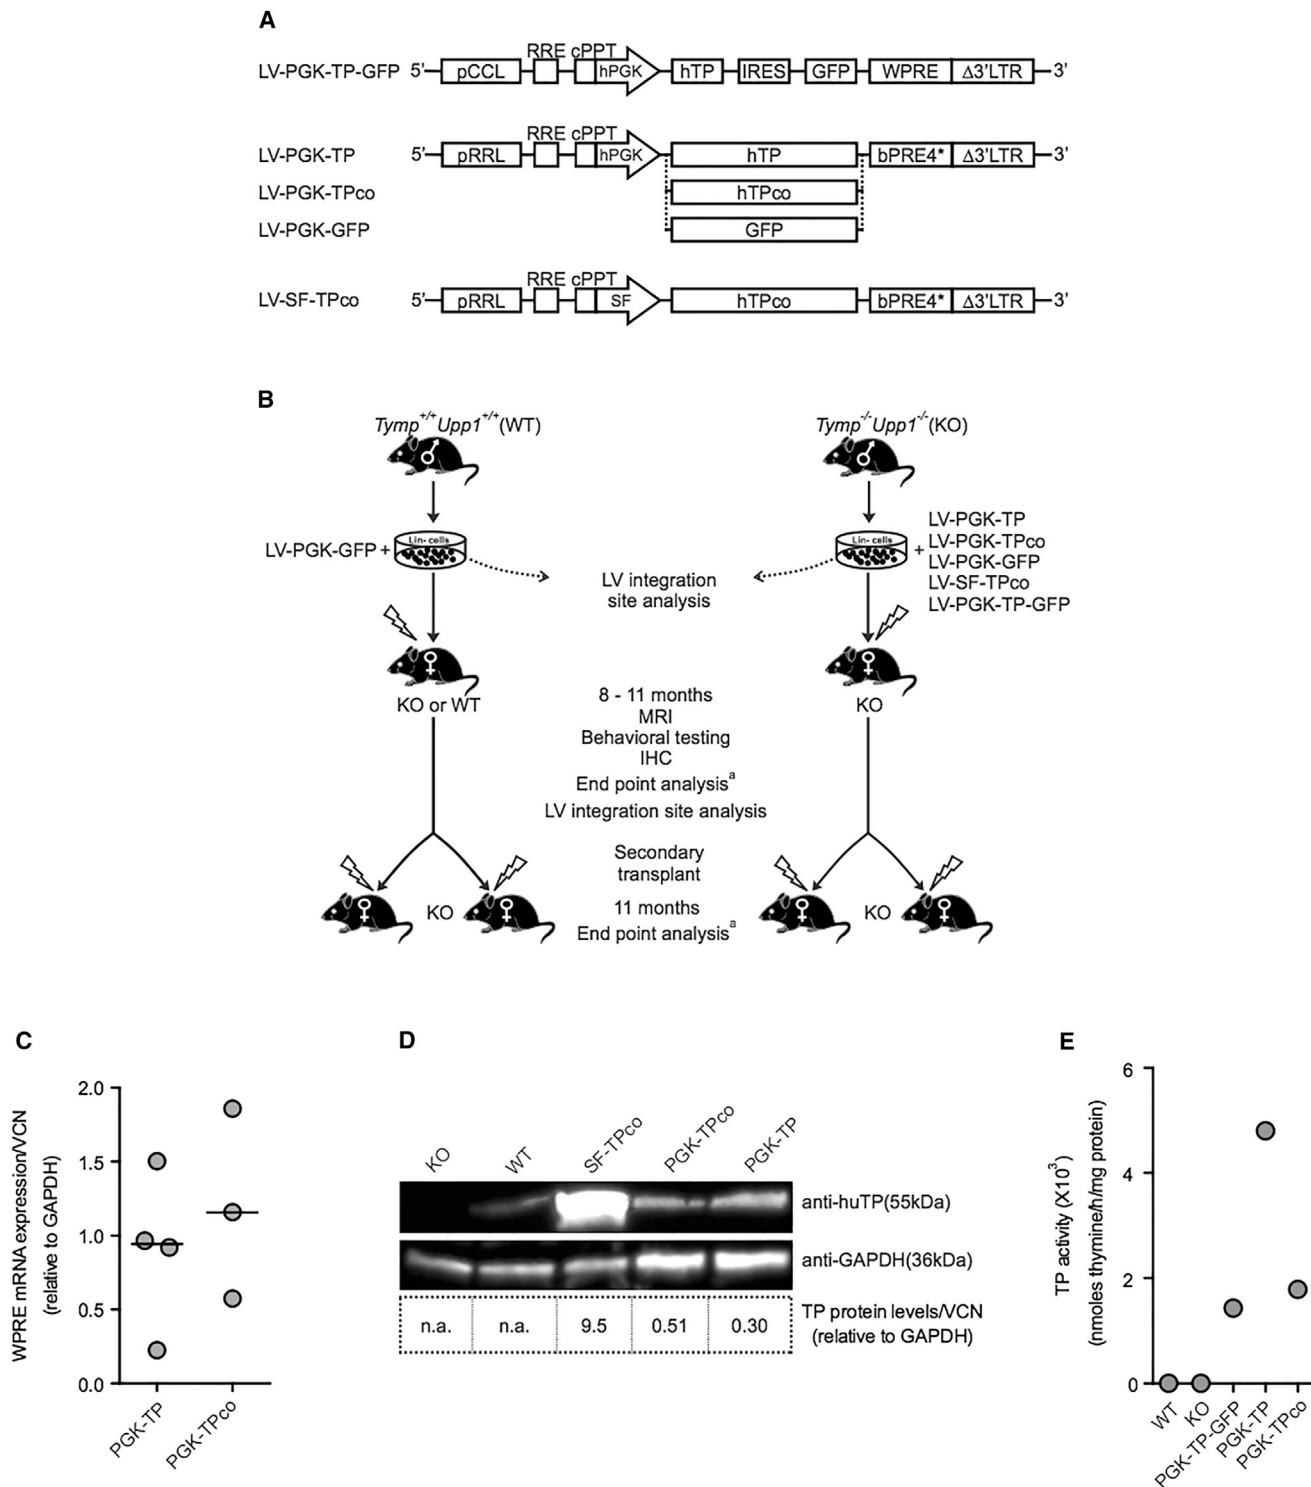 A
RRE cPPT
LV-PGK-TP-GFP 5' pCCL hPGK hTP IRES GFP WPRE Δ3'LTR 3'
RRE cPPT
LV-PGK-TP 5' pRRL hPGK hTP bPRE4* Δ3'LTR 3'
LV-PGK-TPco hTPco
LV-PGK-GFP GFP
RRE cPPT
LV-SF-TPco 5' pRRL SF hTPco bPRE4* Δ3'LTR 3'
B
Tymp+/+Upp1+/+(WT)
Tymp-/-Upp1-/-(KO)
♂
♂
LV-PGK-GFP +
Lin- cells
Lin- cells
+
LV-PGK-TP
LV-PGK-TPco
LV-PGK-GFP
LV-SF-TPco
LV-PGK-TP-GFP
LV integration
site analysis
♀
♀
KO or WT
KO
8 - 11 months
MRI
Behavioral testing
IHC
End point analysisa
LV integration site analysis
Secondary
transplant
♀ KO ♀
♀ KO ♀
11 months
End point analysisa
C
WPRE mRNA expression/VCN
(relative to GAPDH)
2.0
1.5
1.0
0.5
0.0
PGK-TP
PGK-TPco
D
KO
WT
SF-TPco
PGK-TPco
PGK-TP
anti-huTP(55kDa)
anti-GAPDH(36kDa)
n.a. n.a. 9.5 0.51 0.30
TP protein levels/VCN
(relative to GAPDH)
E
TP activity (X10³)
(nmoles thymine/h/mg protein)
6
4
2
0
WT
KO
PGK-TP-GFP
PGK-TP
PGK-TPco